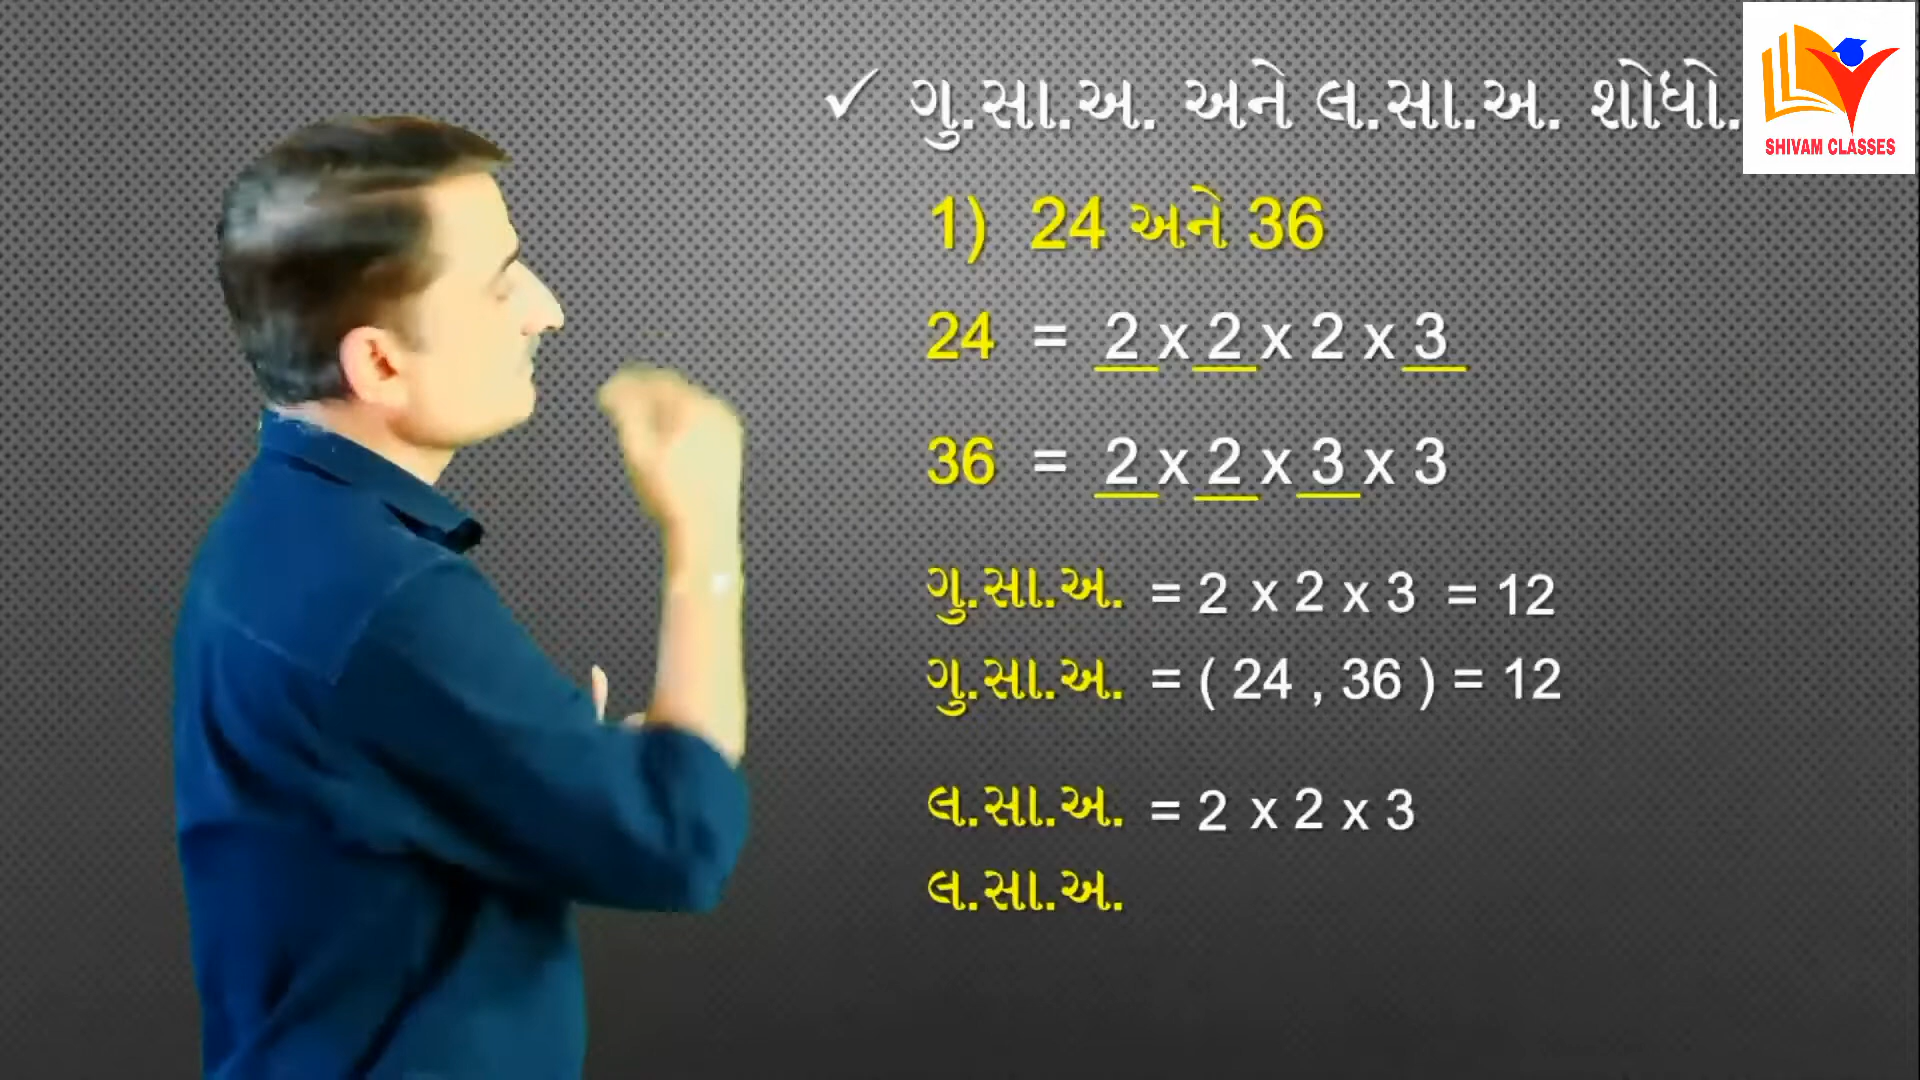 ✓ ગુ.સા.અ. અને લ.સા.અ. શોધો.
SHIVAM CLASSES
1) 24 અને 36
24 = 2 x 2 x 2 x 3
36 = 2 x 2 x 3 x 3
ગુ.સા.અ. = 2 x 2 x 3 = 12
ગુ.સા.અ. = ( 24 , 36 ) = 12
લ.સા.અ. = 2 x 2 x 3
લ.સા.અ.